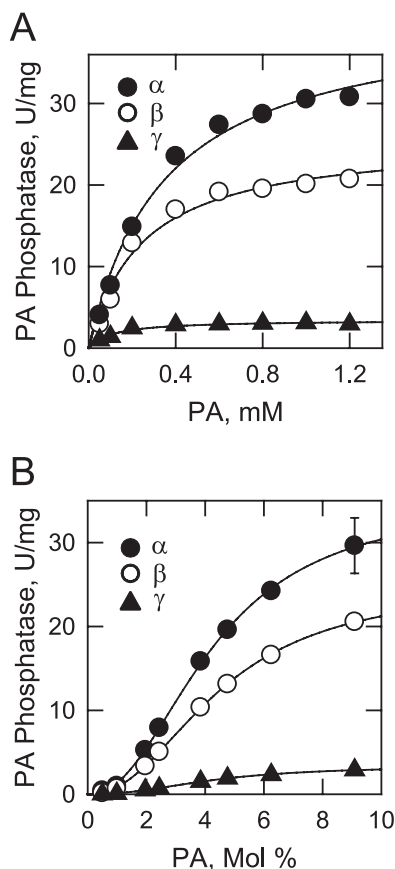 A
PA Phosphatase, U/mg
30
20
10
0
α
β
γ
0.0 0.4 0.8 1.2
PA, mM
B
PA Phosphatase, U/mg
30
20
10
0
α
β
γ
0 2 4 6 8 10
PA, Mol %